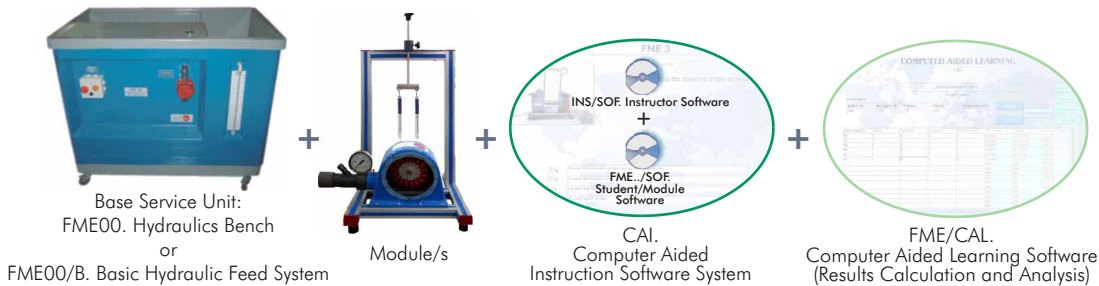 FME 3
COMPUTED AIDED LEARNING
INS/SOF. Instructor Software
+
FME../SOF.
Student/Module
Software
+
+
+
Base Service Unit:
FME00. Hydraulics Bench
or
FME00/B. Basic Hydraulic Feed System
Module/s
CAI.
Computer Aided
Instruction Software System
FME/CAL.
Computer Aided Learning Software
(Results Calculation and Analysis)